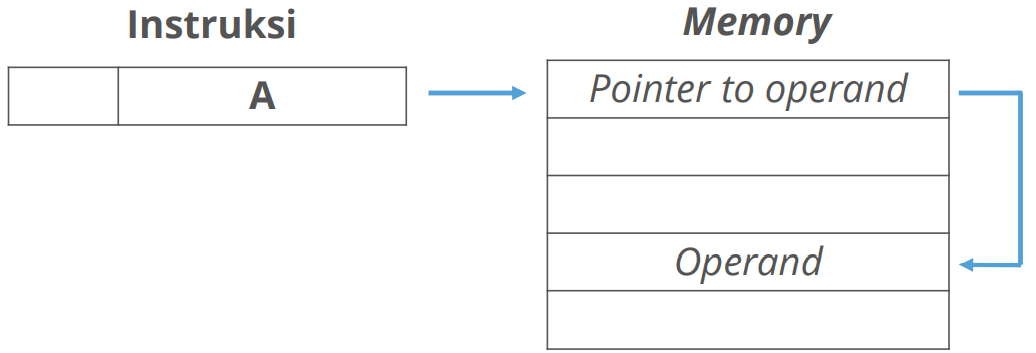 Instruksi
Memory
A
Pointer to operand
Operand